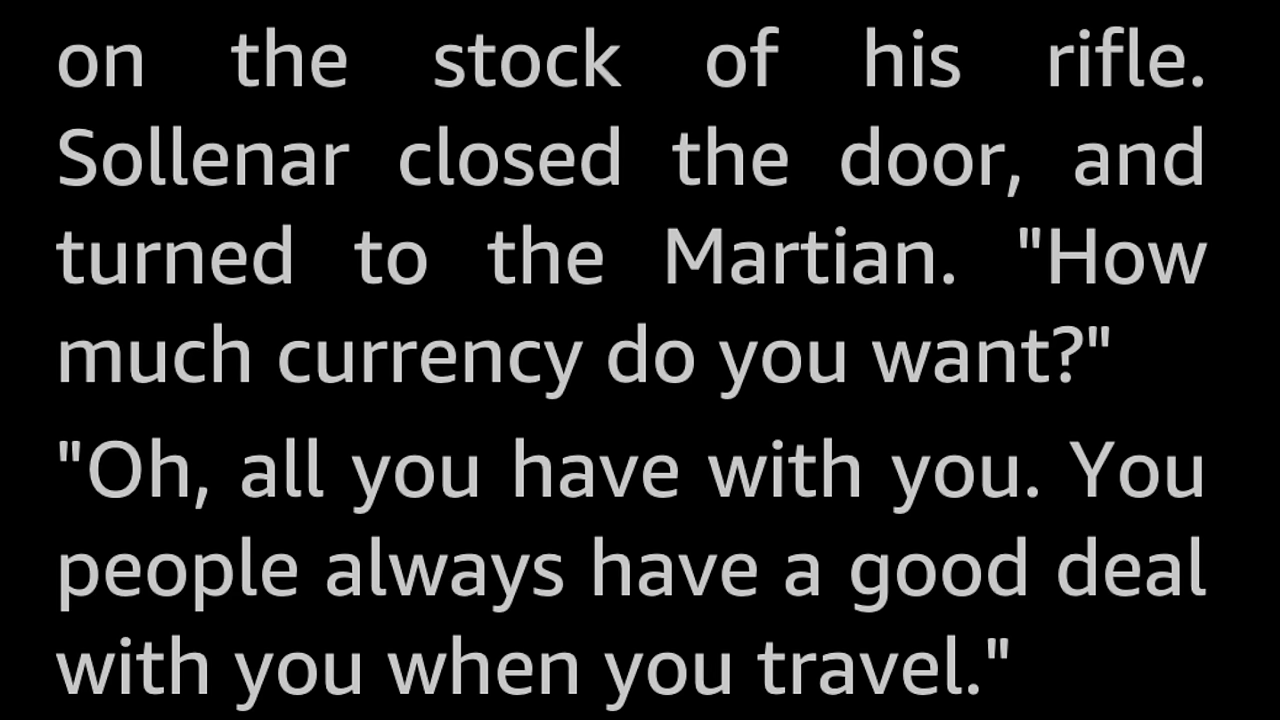 on the stock of his rifle.
Sollenar closed the door, and
turned to the Martian. "How
much currency do you want?"
"Oh, all you have with you. You
people always have a good deal
with you when you travel."